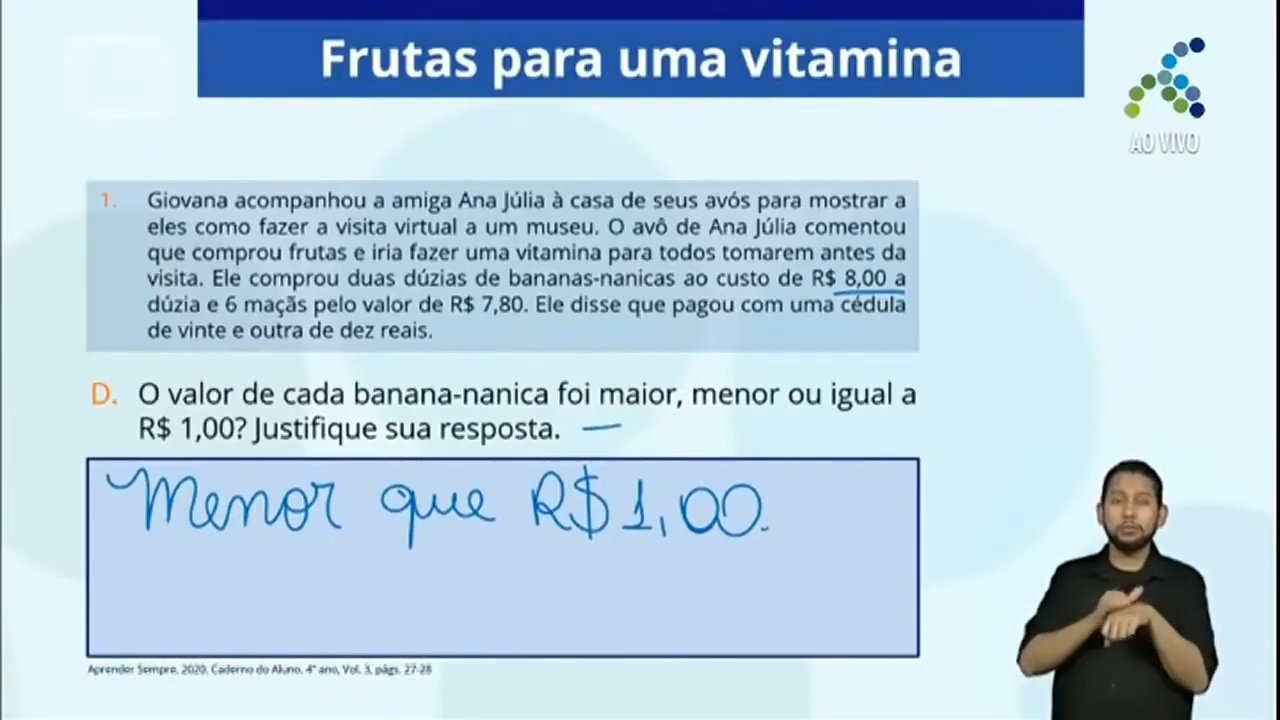 Frutas para uma vitamina
AO VIVO
1. Giovana acompanhou a amiga Ana Júlia à casa de seus avós para mostrar a
eles como fazer a visita virtual a um museu. O avô de Ana Júlia comentou
que comprou frutas e iria fazer uma vitamina para todos tomarem antes da
visita. Ele comprou duas dúzias de bananas-nanicas ao custo de R$ 8,00 a
dúzia e 6 maçãs pelo valor de R$ 7,80. Ele disse que pagou com uma cédula
de vinte e outra de dez reais.
D. O valor de cada banana-nanica foi maior, menor ou igual a
R$ 1,00? Justifique sua resposta.
Menor que R$ 1,00.
Aprender Sempre, 2020, Caderno do Aluno, 4º ano, Vol. 3, págs. 27-28